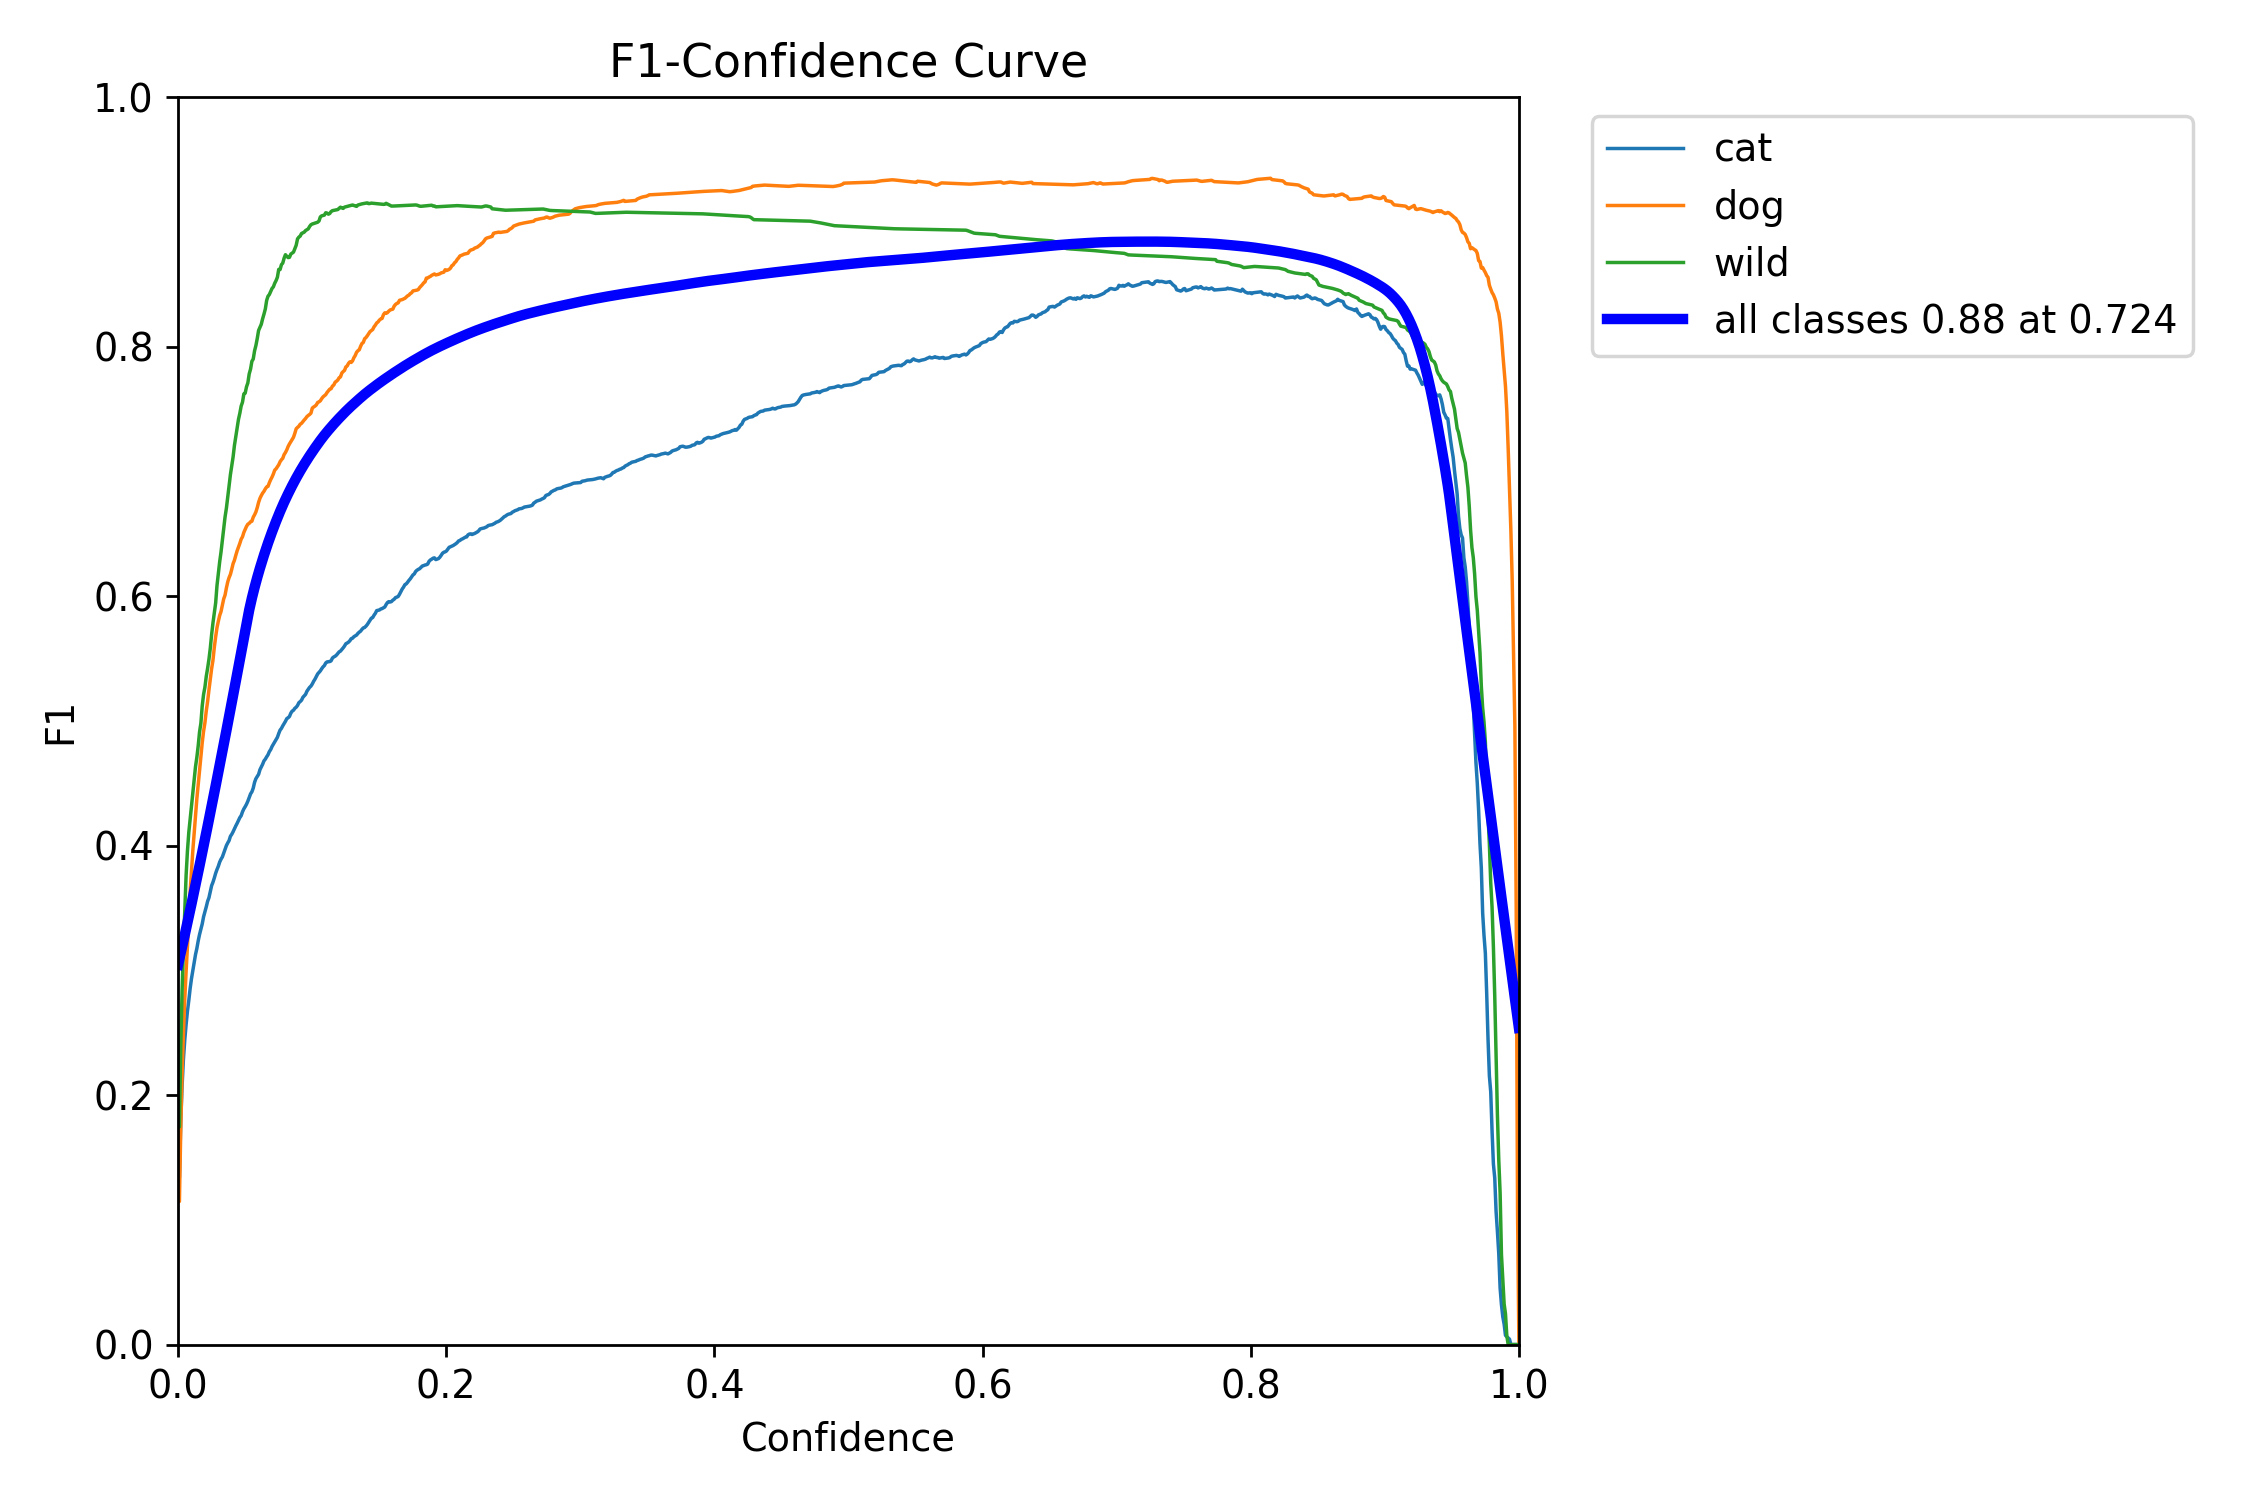 F1-Confidence Curve
1.0
0.8
0.6
0.4
0.2
0.0
F1
0.0 0.2 0.4 0.6 0.8 1.0
Confidence
cat
dog
wild
all classes 0.88 at 0.724